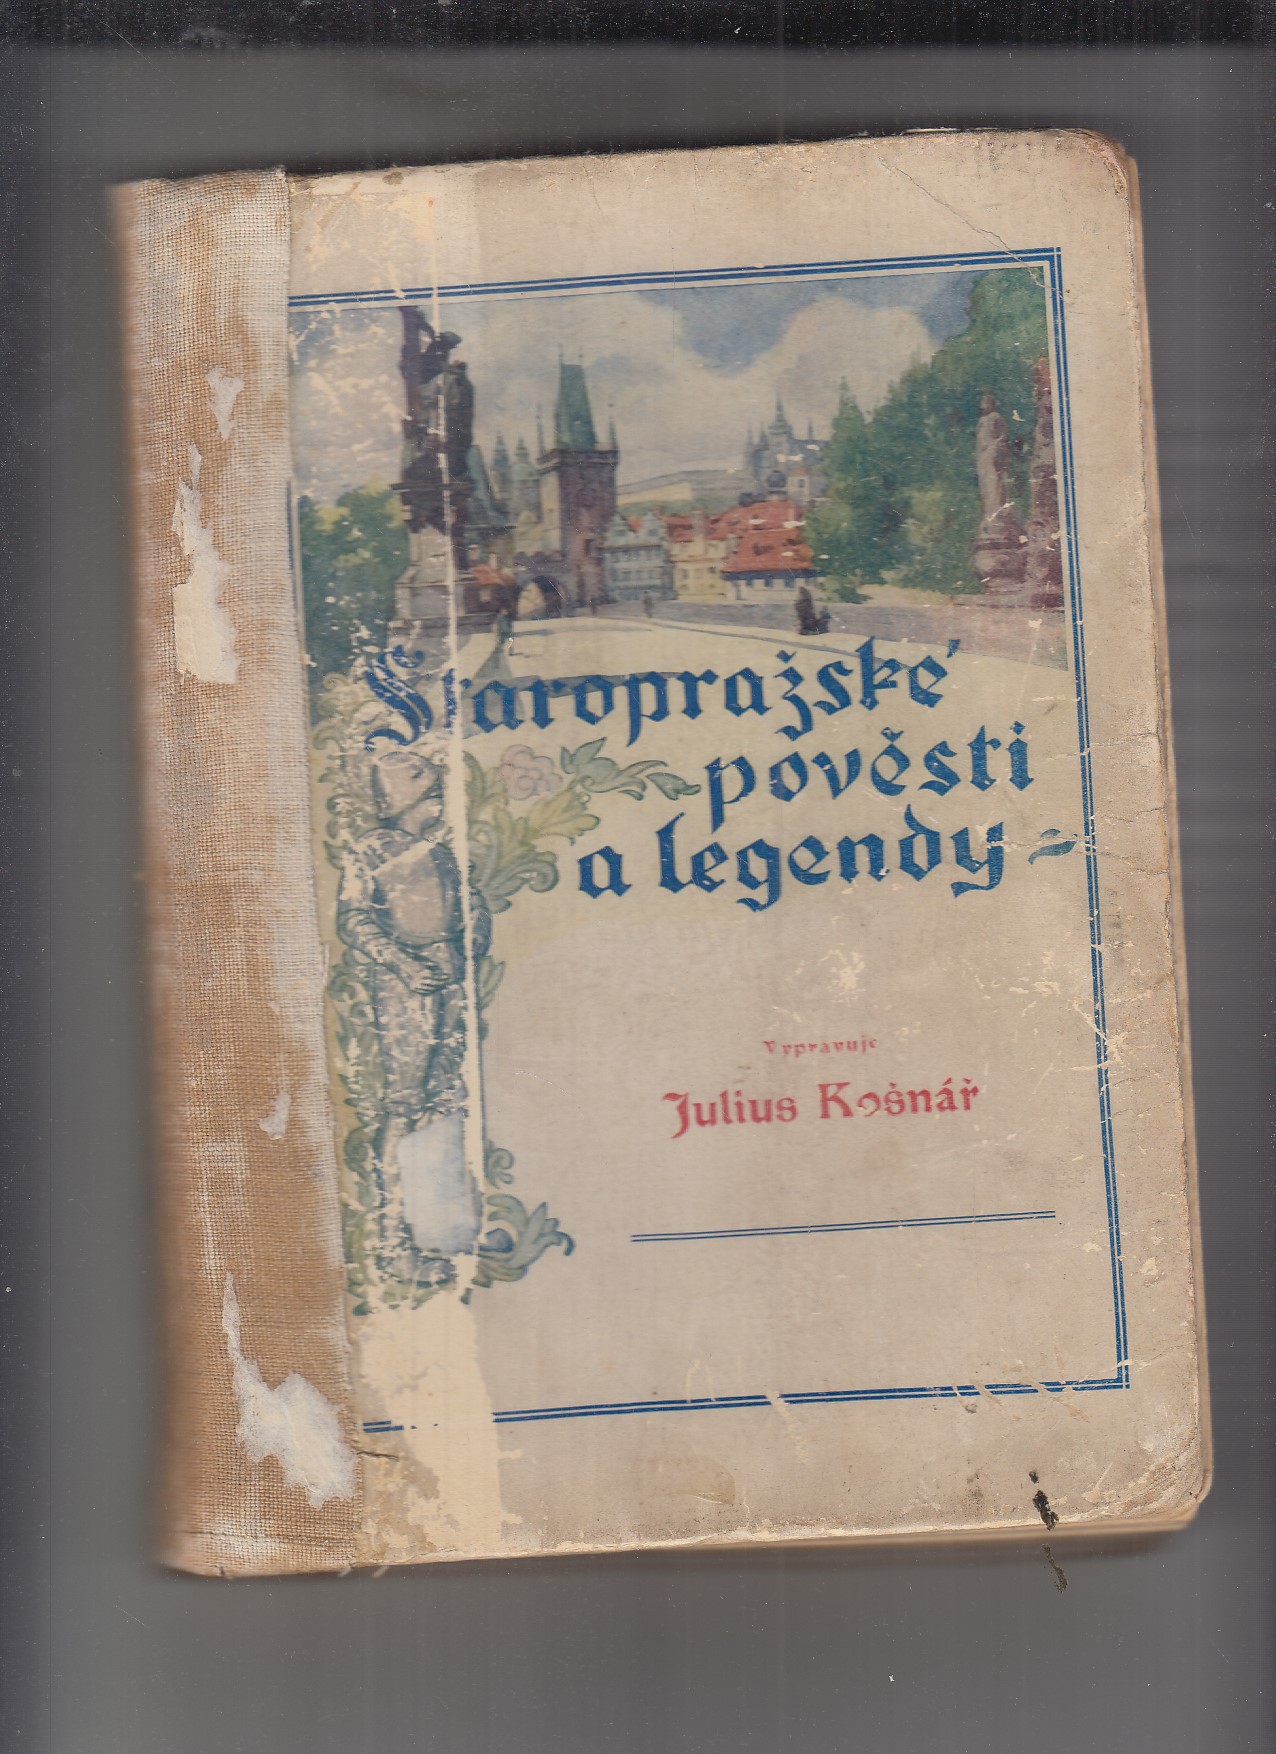 Staropražské
pověsti
a legendy -
Vypravuje
Julius Košnář